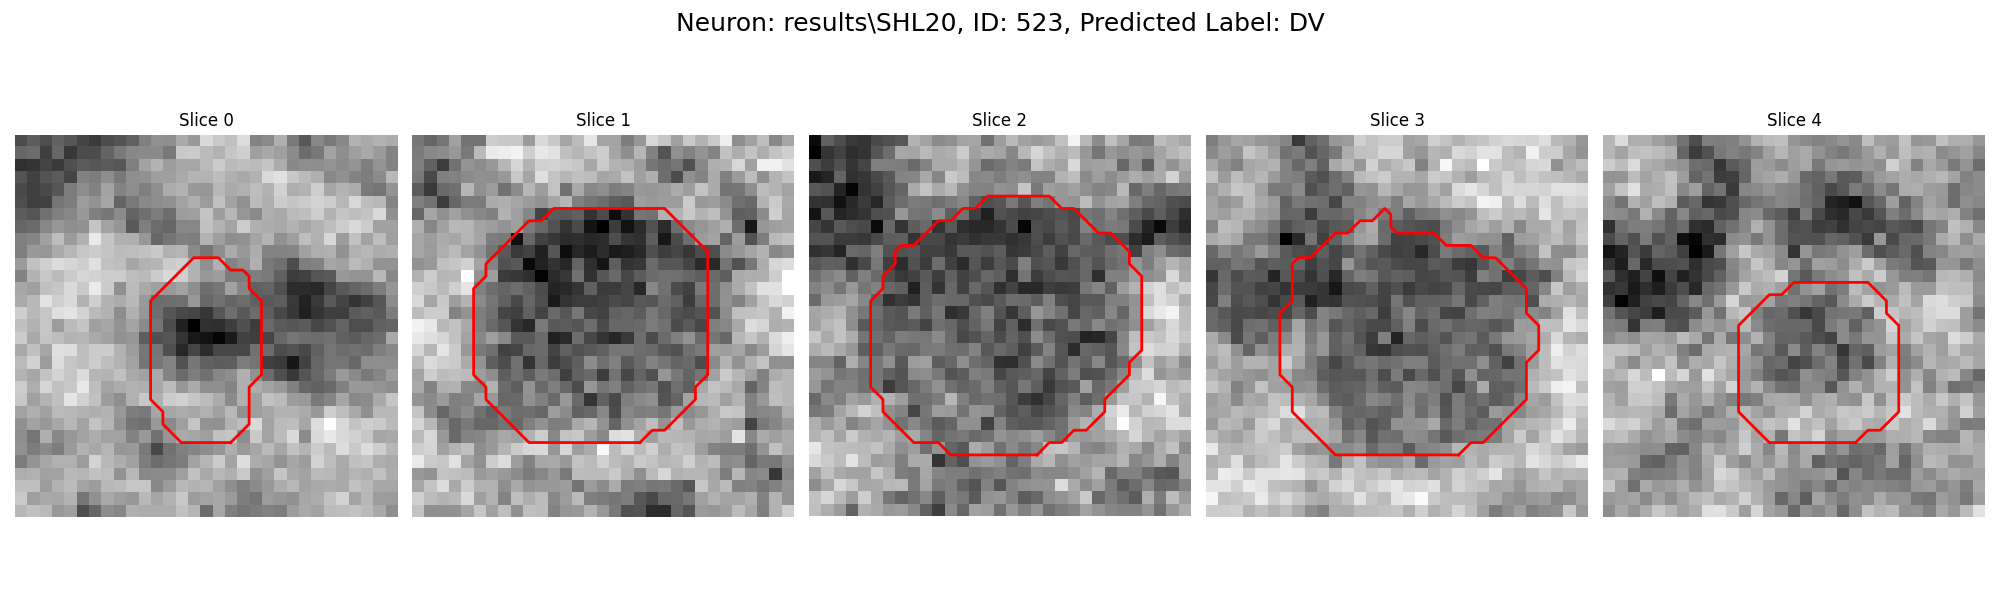 Neuron: results\SHL20, ID: 523, Predicted Label: DV
Slice 0
Slice 1
Slice 2
Slice 3
Slice 4